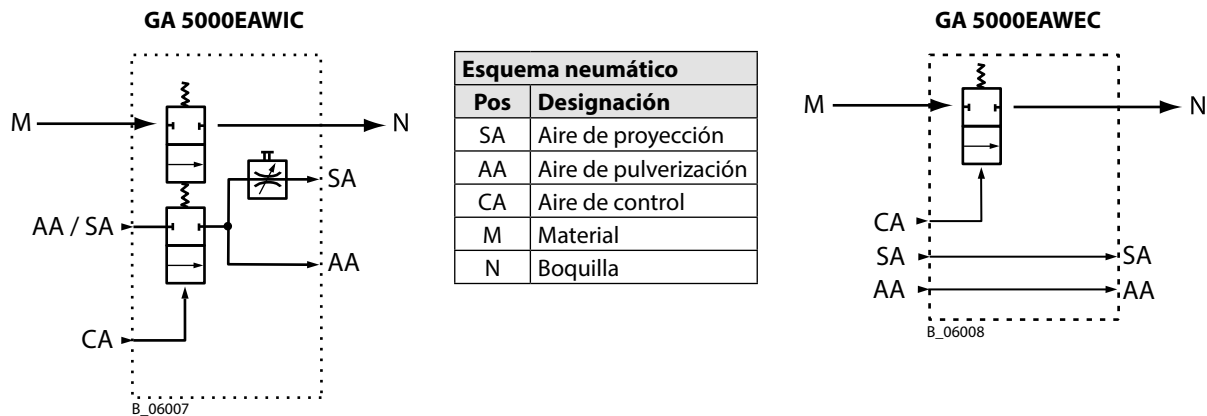 GA 5000EAWIC
M
N
SA
AA / SA
AA
CA
B_06007
Esquema neumático
Pos Designación
SA Aire de proyección
AA Aire de pulverización
CA Aire de control
M Material
N Boquilla
GA 5000EAWEC
M
N
CA
SA
SA
AA
AA
B_06008